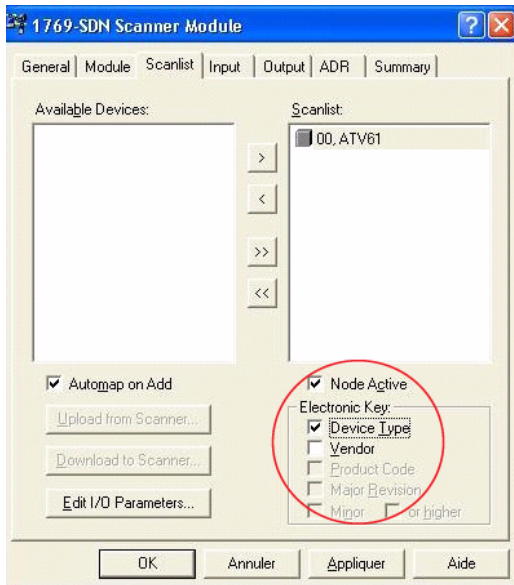 1769-SDN Scanner Module
General Module Scanlist Input Output ADR Summary
Available Devices:
Scanlist:
00, ATV61
>
<
>>
<<
Automap on Add
Node Active
Upload from Scanner...
Electronic Key:
Device Type
Vendor
Download to Scanner...
Product Code
Major Revision
Edit I/O Parameters...
Minor or higher
OK Annuler Appliquer Aide